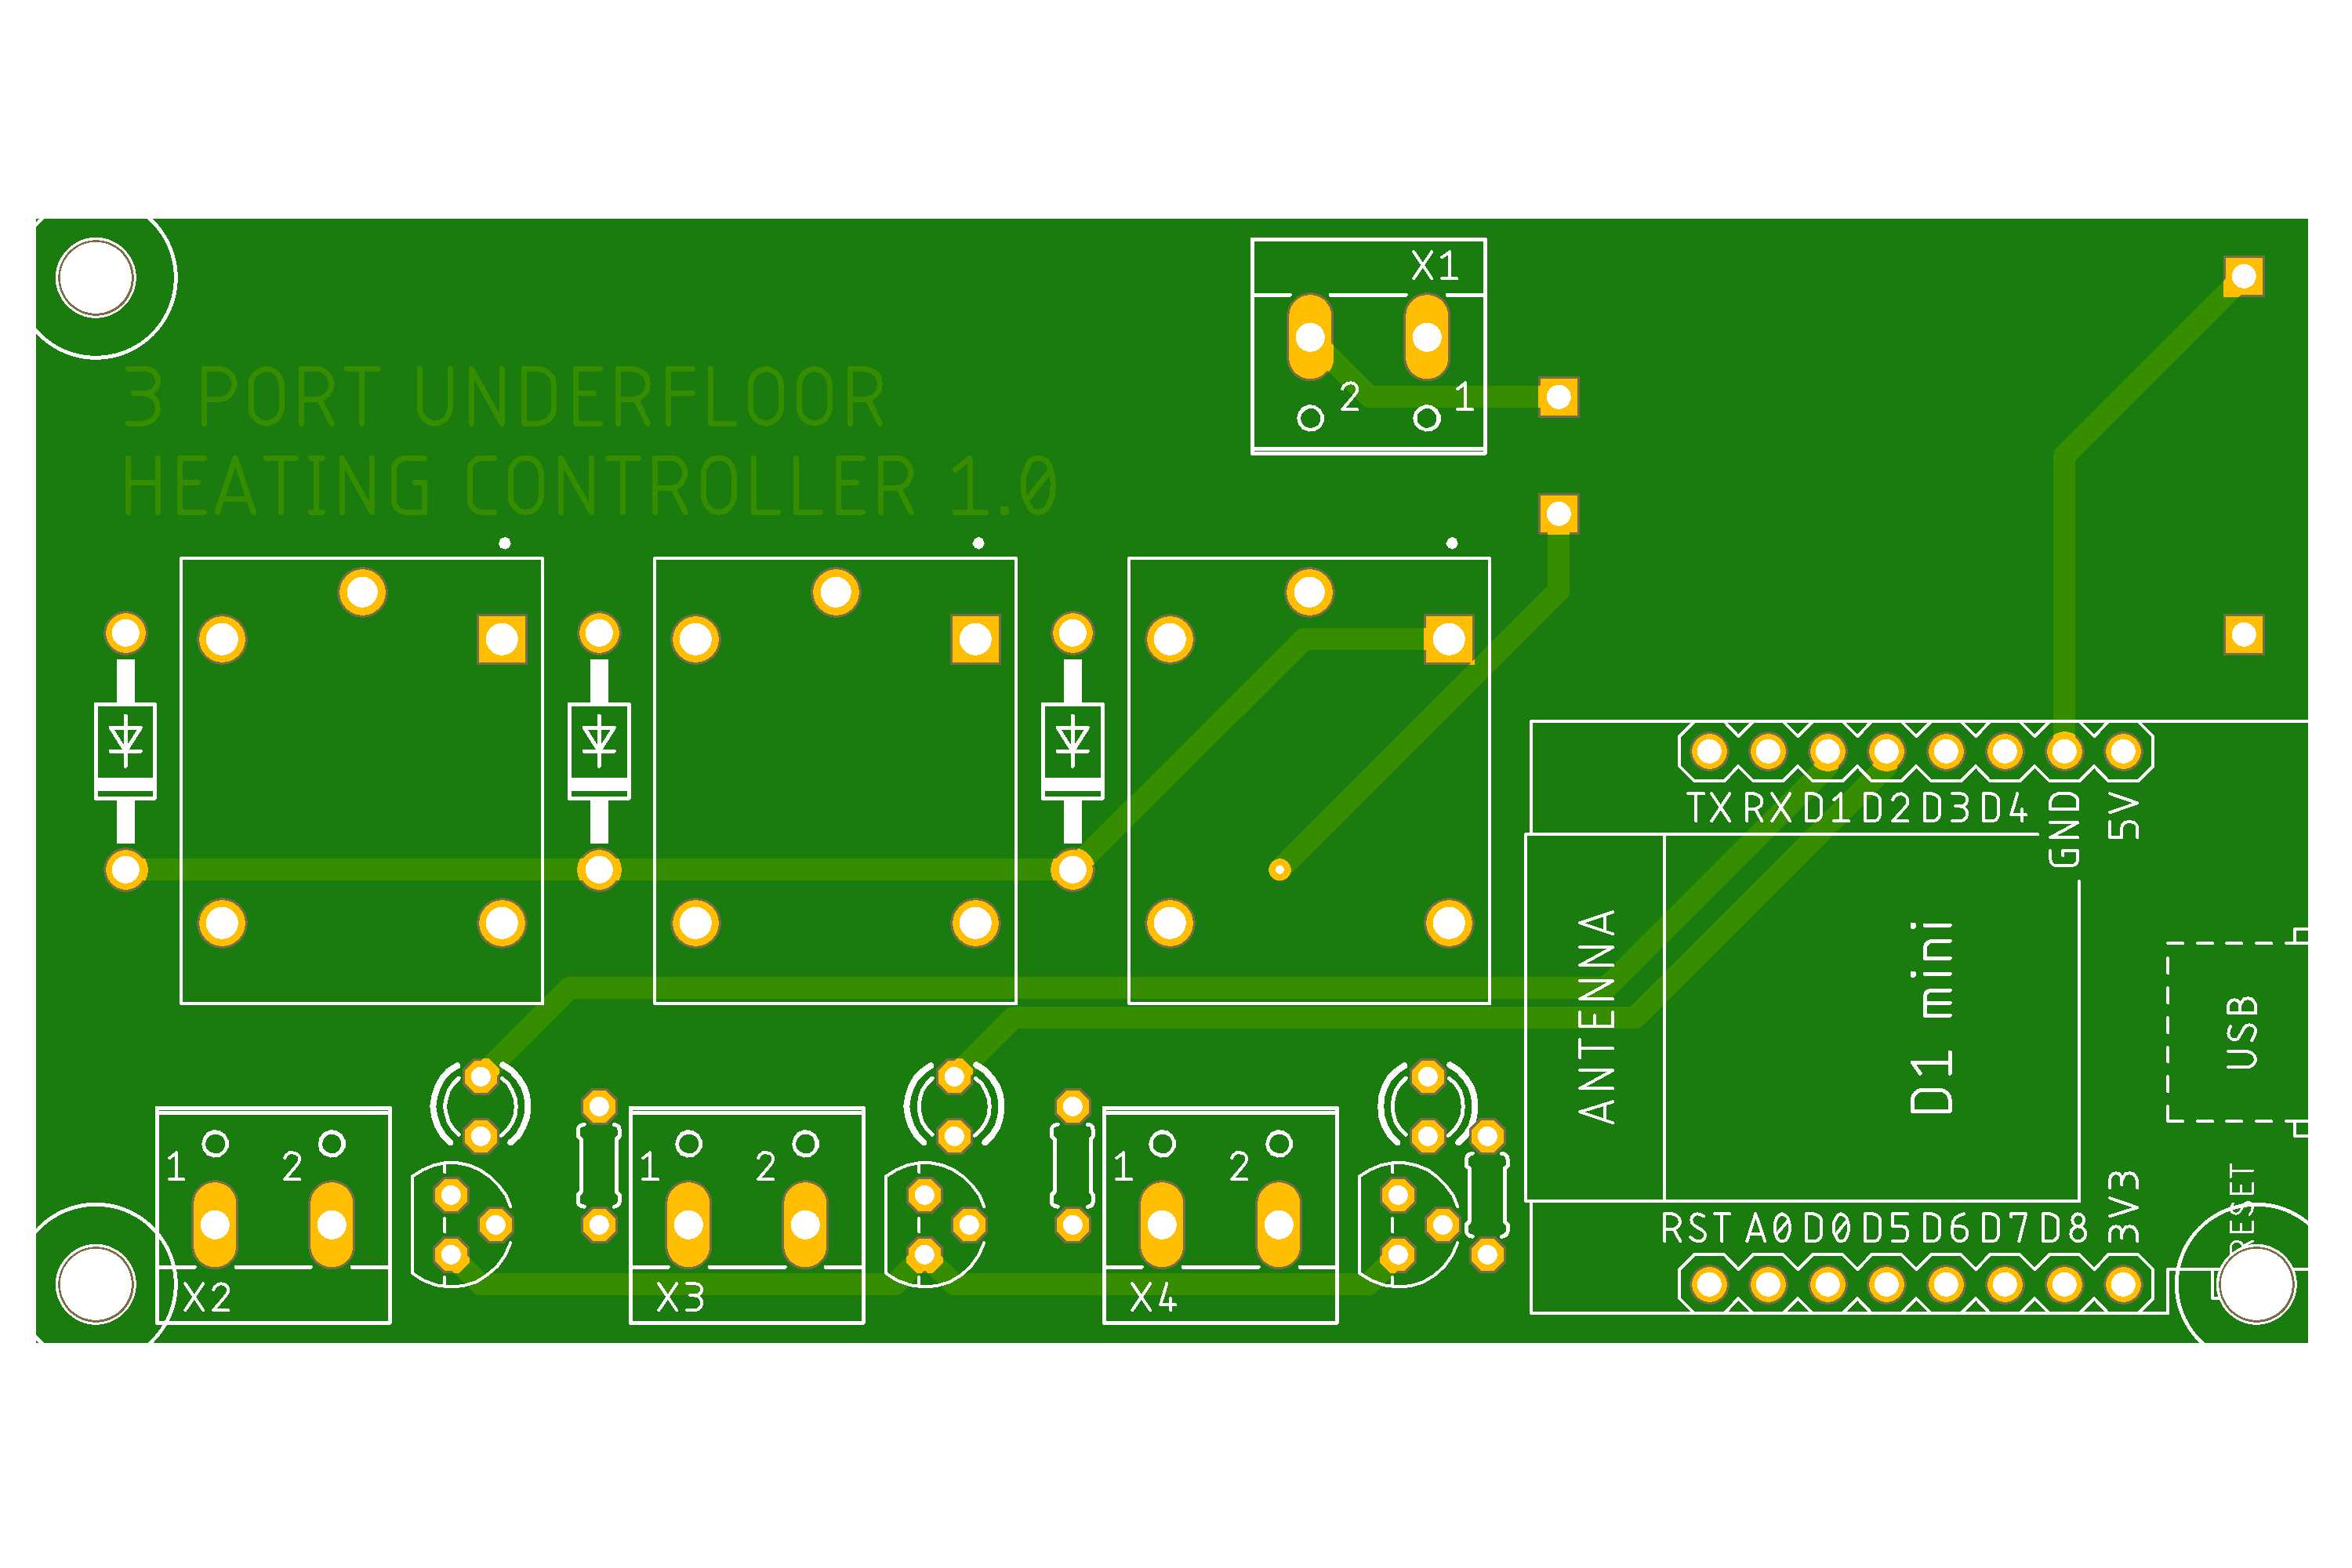 X1
2 1
3 PORT UNDERFLOOR
HEATING CONTROLLER 1.0
TX RX D1 D2 D3 D4 GND 5V
ANTENNA
D1 mini
USB
1 2
1 2
1 2
X2
X3
X4
RST A0 D0 D5 D6 D7 D8 3V3
RESET